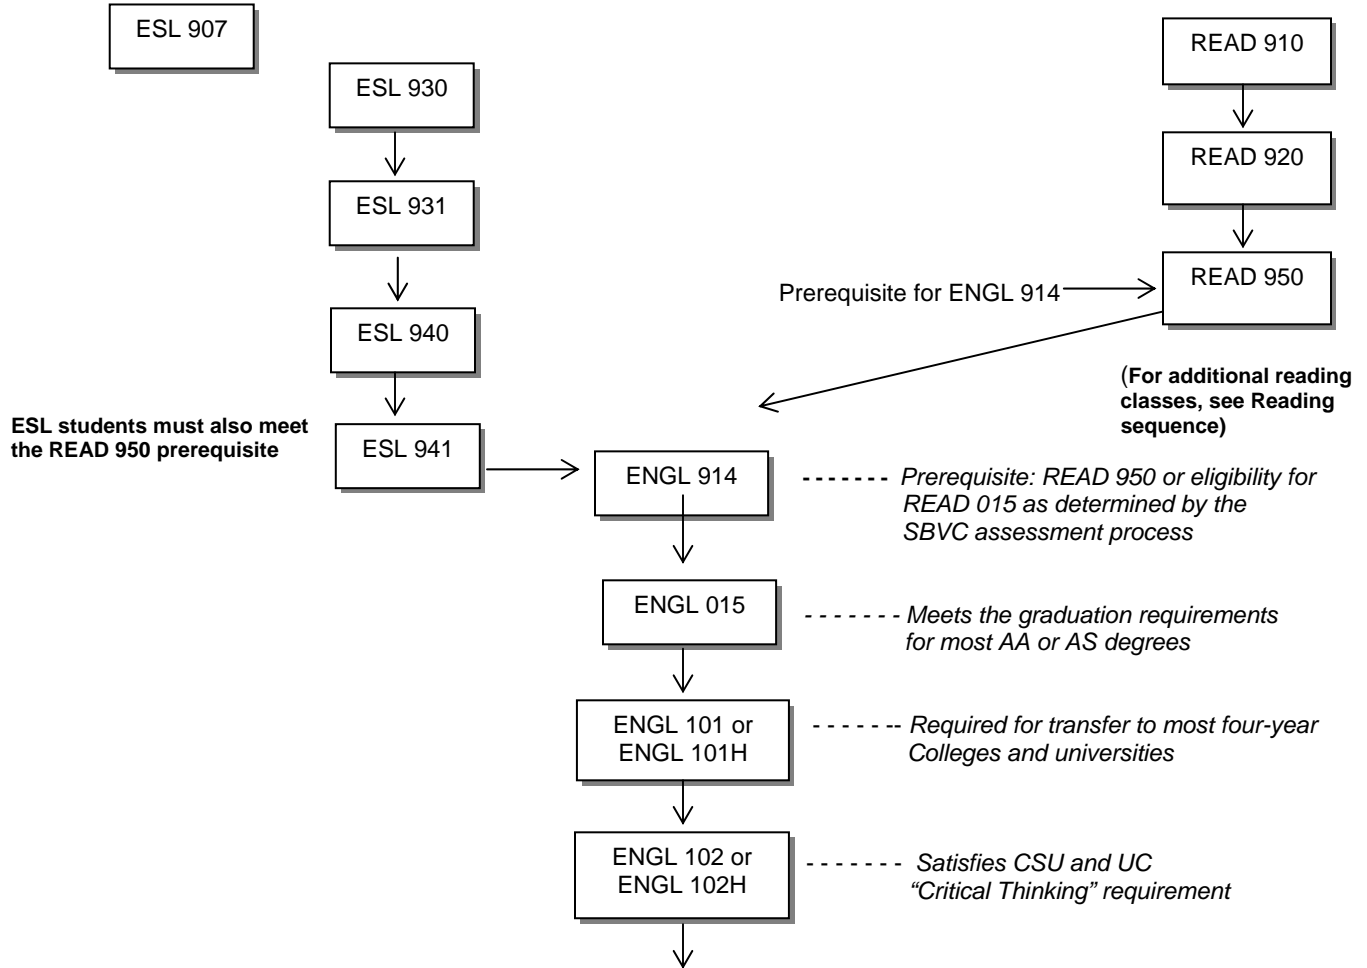 ESL 907
READ 910
ESL 930
READ 920
ESL 931
READ 950
Prerequisite for ENGL 914
ESL 940
(For additional reading
classes, see Reading
sequence)
ESL students must also meet
the READ 950 prerequisite
ESL 941
ENGL 914
Prerequisite: READ 950 or eligibility for
READ 015 as determined by the
SBVC assessment process
ENGL 015
Meets the graduation requirements
for most AA or AS degrees
ENGL 101 or
ENGL 101H
Required for transfer to most four-year
Colleges and universities
ENGL 102 or
ENGL 102H
Satisfies CSU and UC
“Critical Thinking” requirement